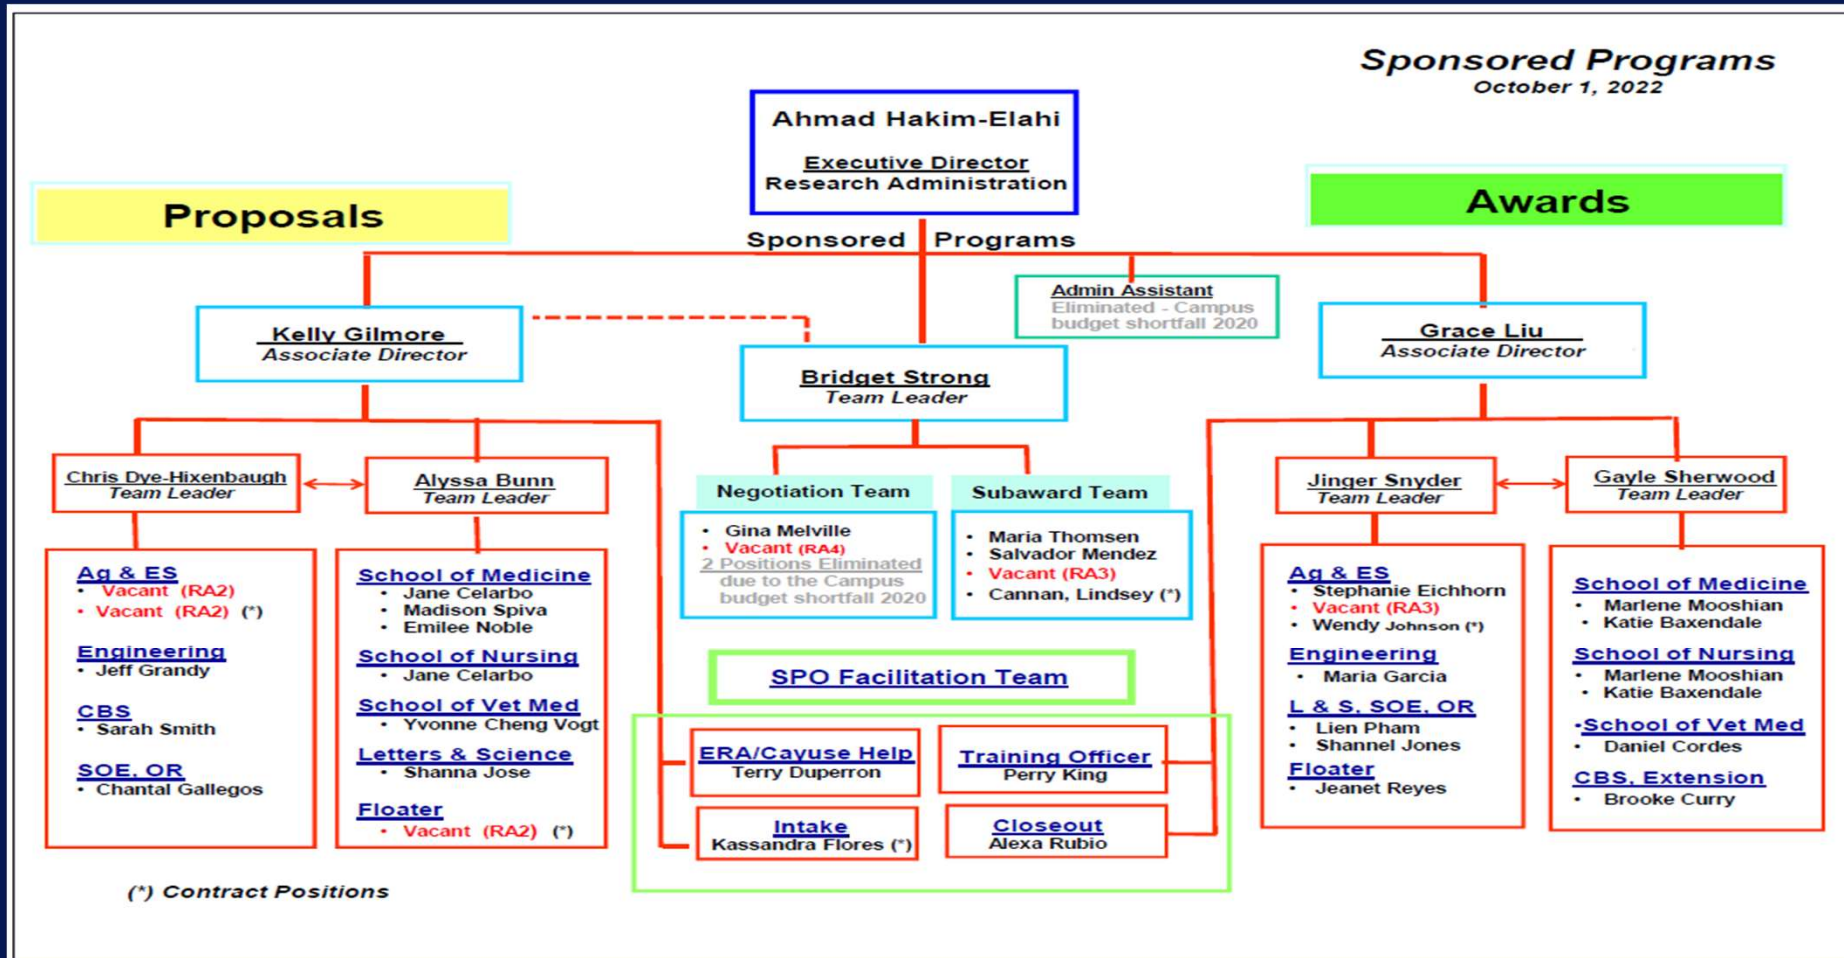 Sponsored Programs
October 1, 2022
Ahmad Hakim-Elahi
Executive Director
Research Administration
Proposals
Awards
Sponsored Programs
Admin Assistant
Eliminated - Campus
budget shortfall 2020
Kelly Gilmore
Associate Director
Bridget Strong
Team Leader
Grace Liu
Associate Director
Chris Dye-Hixenbaugh
Team Leader
Alyssa Bunn
Team Leader
Negotiation Team
Subaward Team
Jinger Snyder
Team Leader
Gayle Sherwood
Team Leader
Ag & ES
• Vacant (RA2)
• Vacant (RA2) (*)
Engineering
• Jeff Grandy
CBS
• Sarah Smith
SOE, OR
• Chantal Gallegos
School of Medicine
• Jane Celarbo
• Madison Spiva
• Emilee Noble
School of Nursing
• Jane Celarbo
School of Vet Med
• Yvonne Cheng Vogt
Letters & Science
• Shanna Jose
Floater
• Vacant (RA2) (*)
• Gina Melville
• Vacant (RA4)
2 Positions Eliminated
due to the Campus
budget shortfall 2020
• Maria Thomsen
• Salvador Mendez
• Vacant (RA3)
• Cannan, Lindsey (*)
SPO Facilitation Team
ERA/Cayuse Help
Terry Duperron
Training Officer
Perry King
Intake
Kassandra Flores (*)
Closeout
Alexa Rubio
Ag & ES
• Stephanie Eichhorn
• Vacant (RA3)
• Wendy Johnson (*)
Engineering
• Maria Garcia
L & S, SOE, OR
• Lien Pham
• Shannel Jones
Floater
• Jeanet Reyes
School of Medicine
• Marlene Mooshian
• Katie Baxendale
School of Nursing
• Marlene Mooshian
• Katie Baxendale
•School of Vet Med
• Daniel Cordes
CBS, Extension
• Brooke Curry
(*) Contract Positions